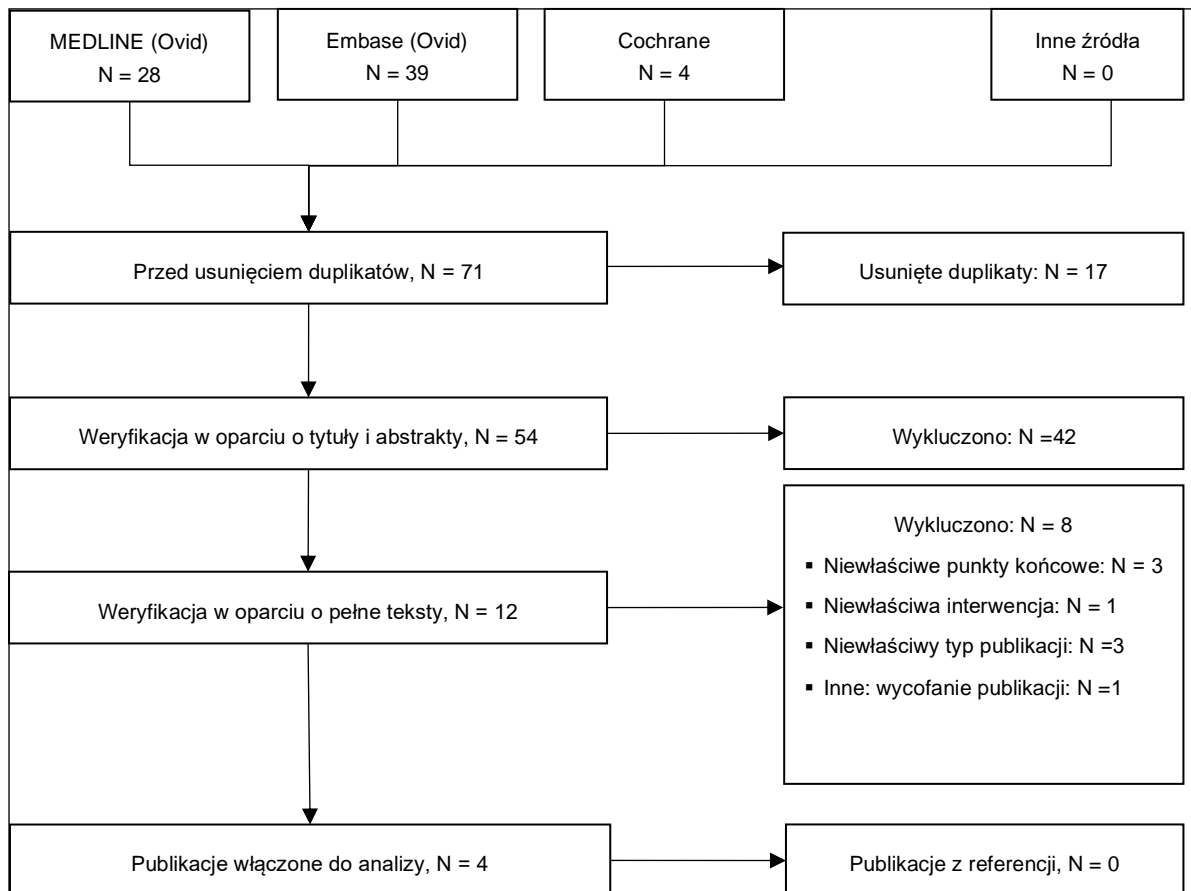 MEDLINE (Ovid)
N = 28
Embase (Ovid)
N = 39
Cochrane
N = 4
Inne źródła
N = 0
Przed usunięciem duplikatów, N = 71
Usunięte duplikaty: N = 17
Weryfikacja w oparciu o tytuły i abstrakty, N = 54
Wykluczono: N =42
Weryfikacja w oparciu o pełne teksty, N = 12
Wykluczono: N = 8
▪ Niewłaściwe punkty końcowe: N = 3
▪ Niewłaściwa interwencja: N = 1
▪ Niewłaściwy typ publikacji: N =3
▪ Inne: wycofanie publikacji: N =1
Publikacje włączone do analizy, N = 4
Publikacje z referencji, N = 0